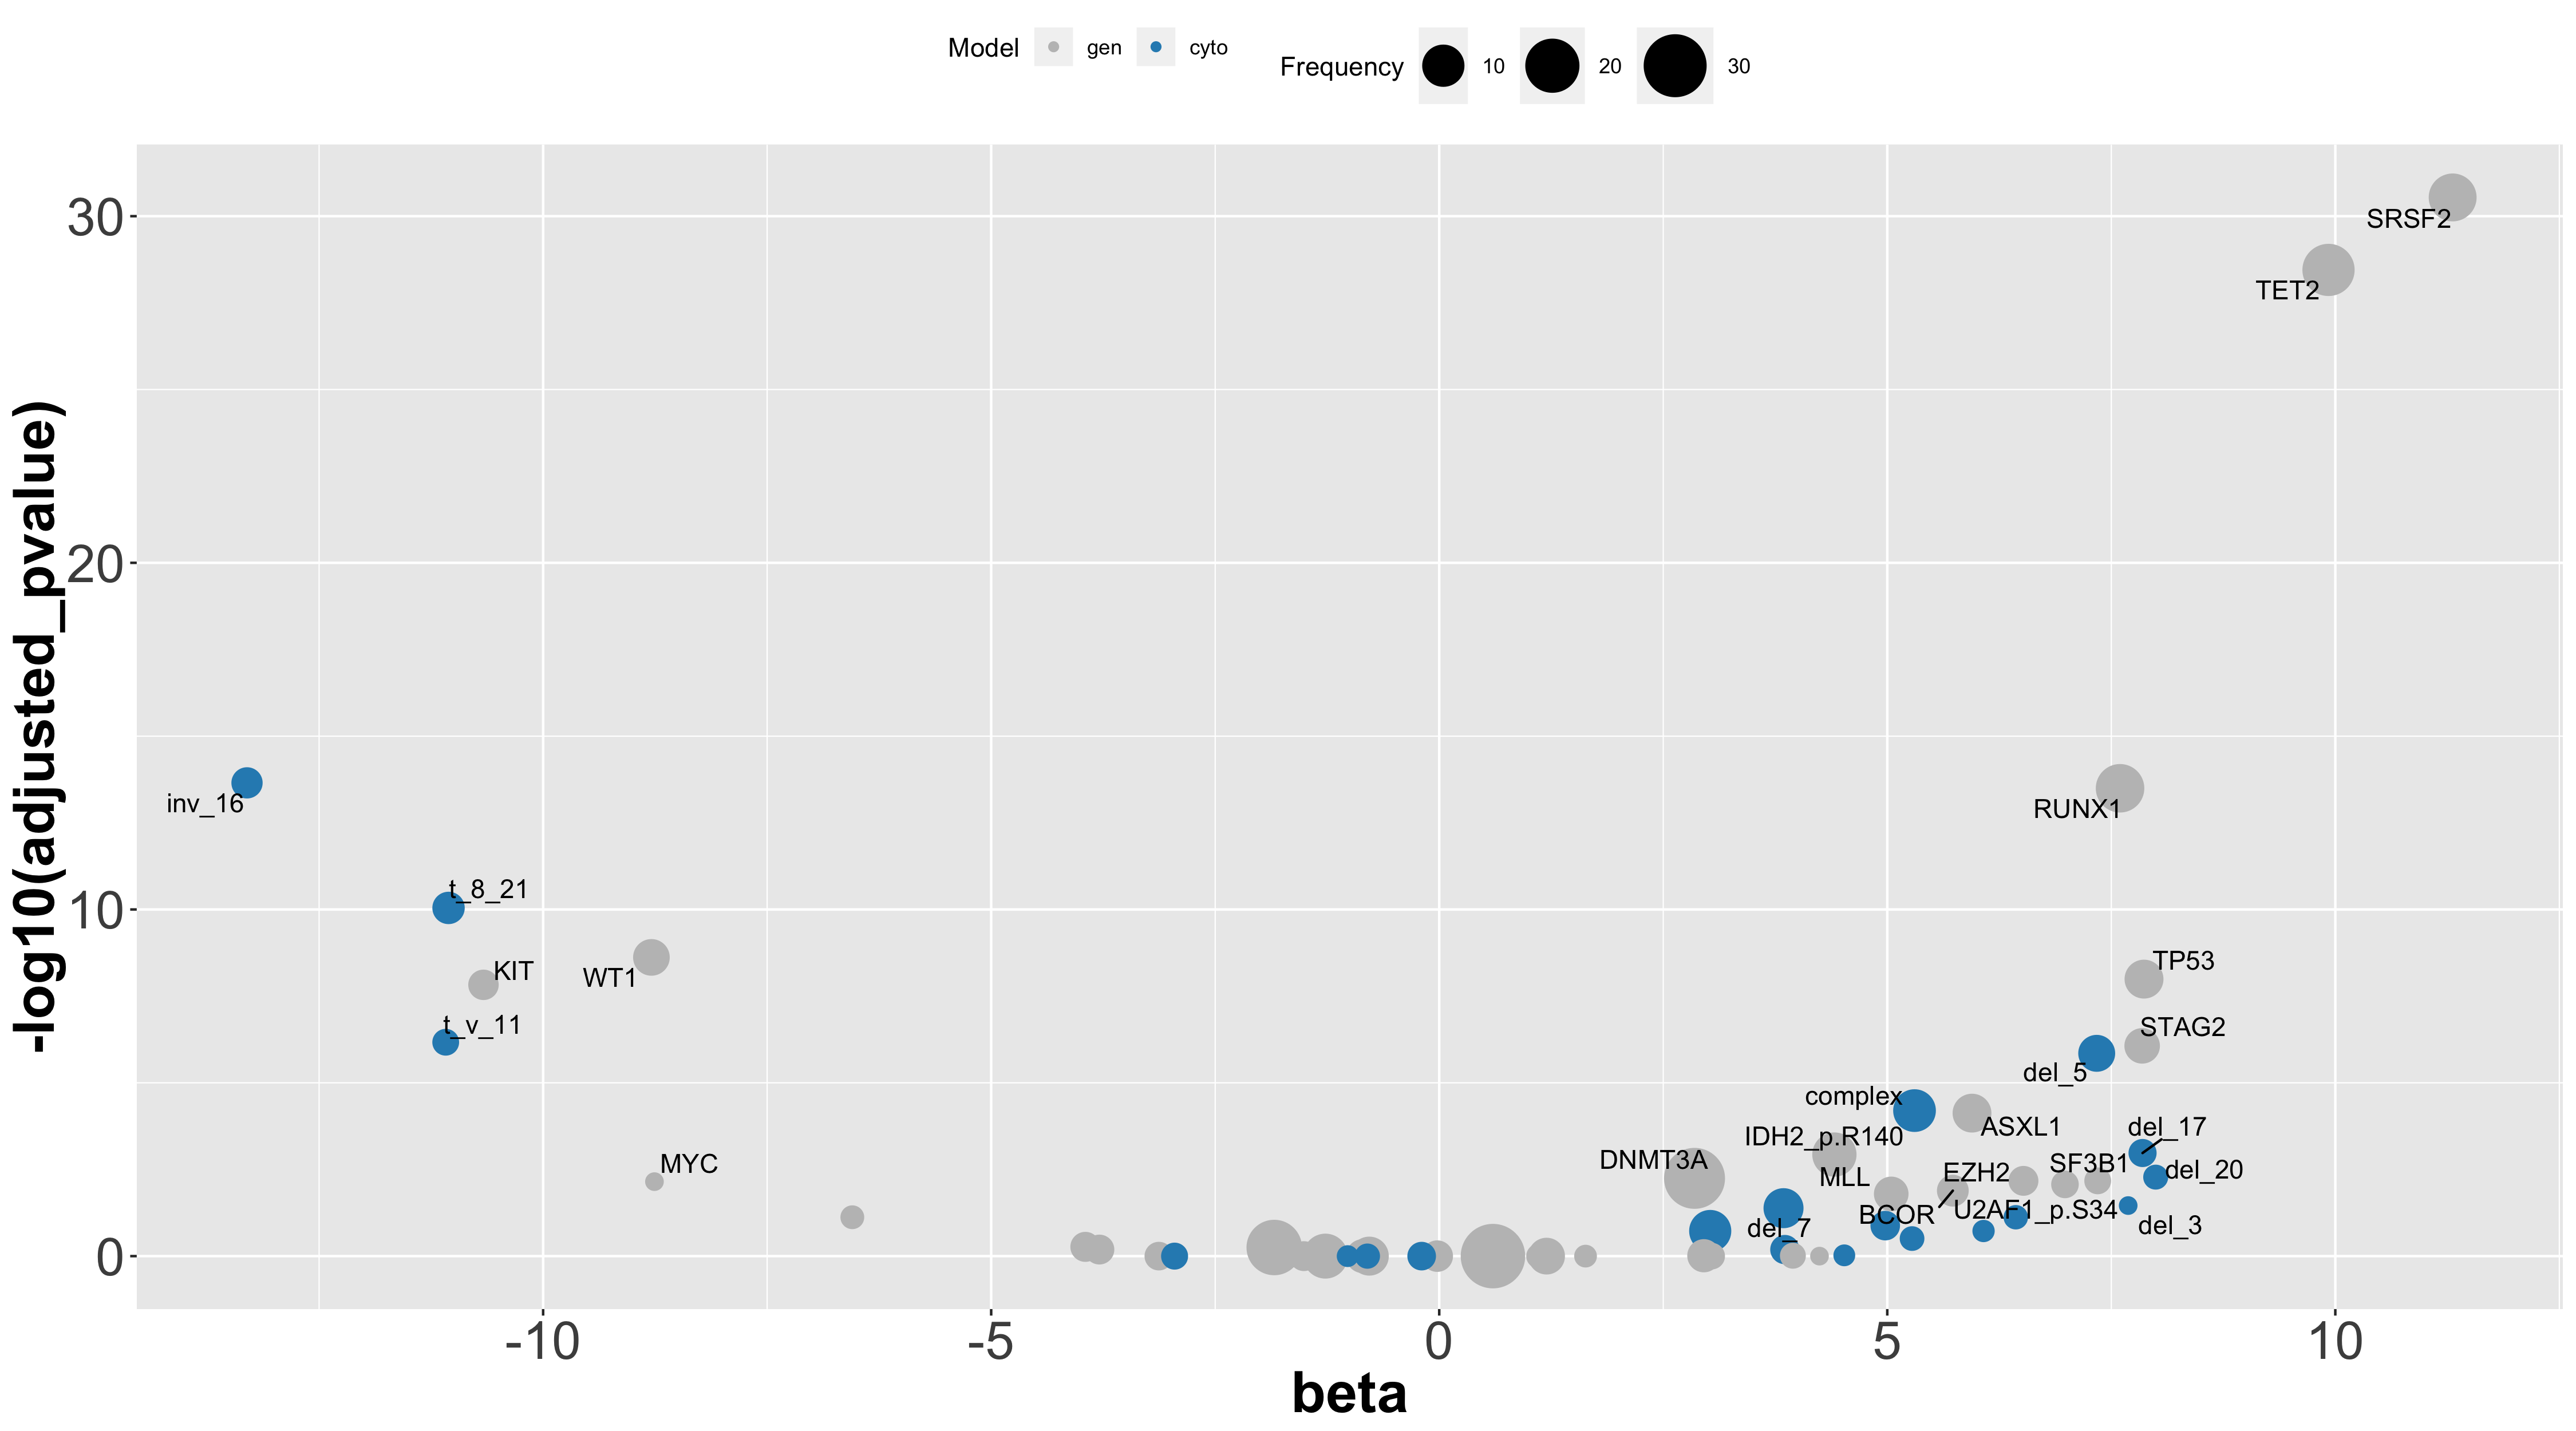 Model gen cyto Frequency 10 20 30
-log10(adjusted_pvalue)
30
20
10
0
SRSF2
TET2
inv_16
RUNX1
t_8_21
KIT
WT1
TP53
t_v_11
STAG2
del_5
complex
ASXL1
del_17
IDH2_p.R140
DNMT3A
MYC
SF3B1
del_20
EZH2
MLL
U2AF1_p.S34
BCOR
del_7
del_3
-10 -5 0 5 10
beta